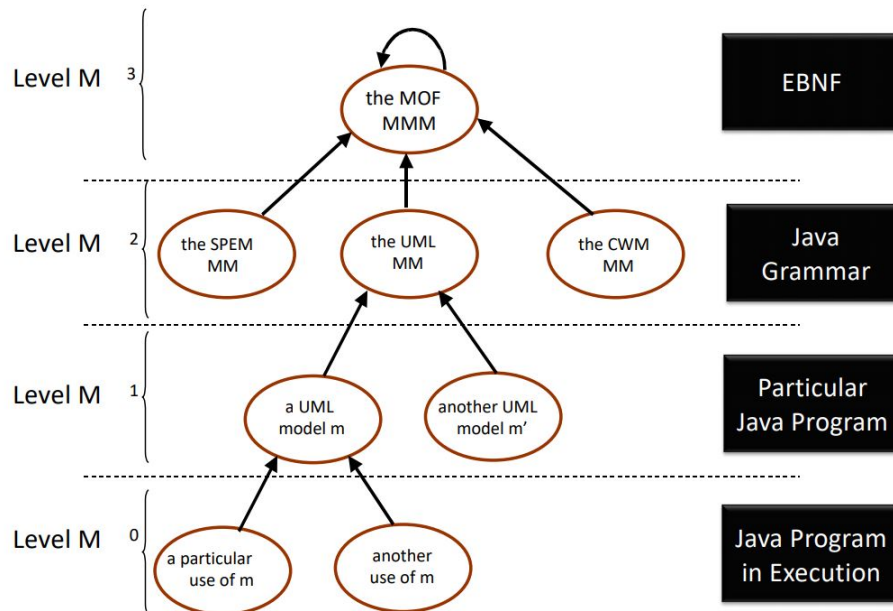 Level M 3
the MOF
MMM
EBNF
Level M 2
the SPEM
MM
the UML
MM
the CWM
MM
Java
Grammar
Level M 1
a UML
model m
another UML
model m’
Particular
Java Program
Level M 0
a particular
use of m
another
use of m
Java Program
in Execution